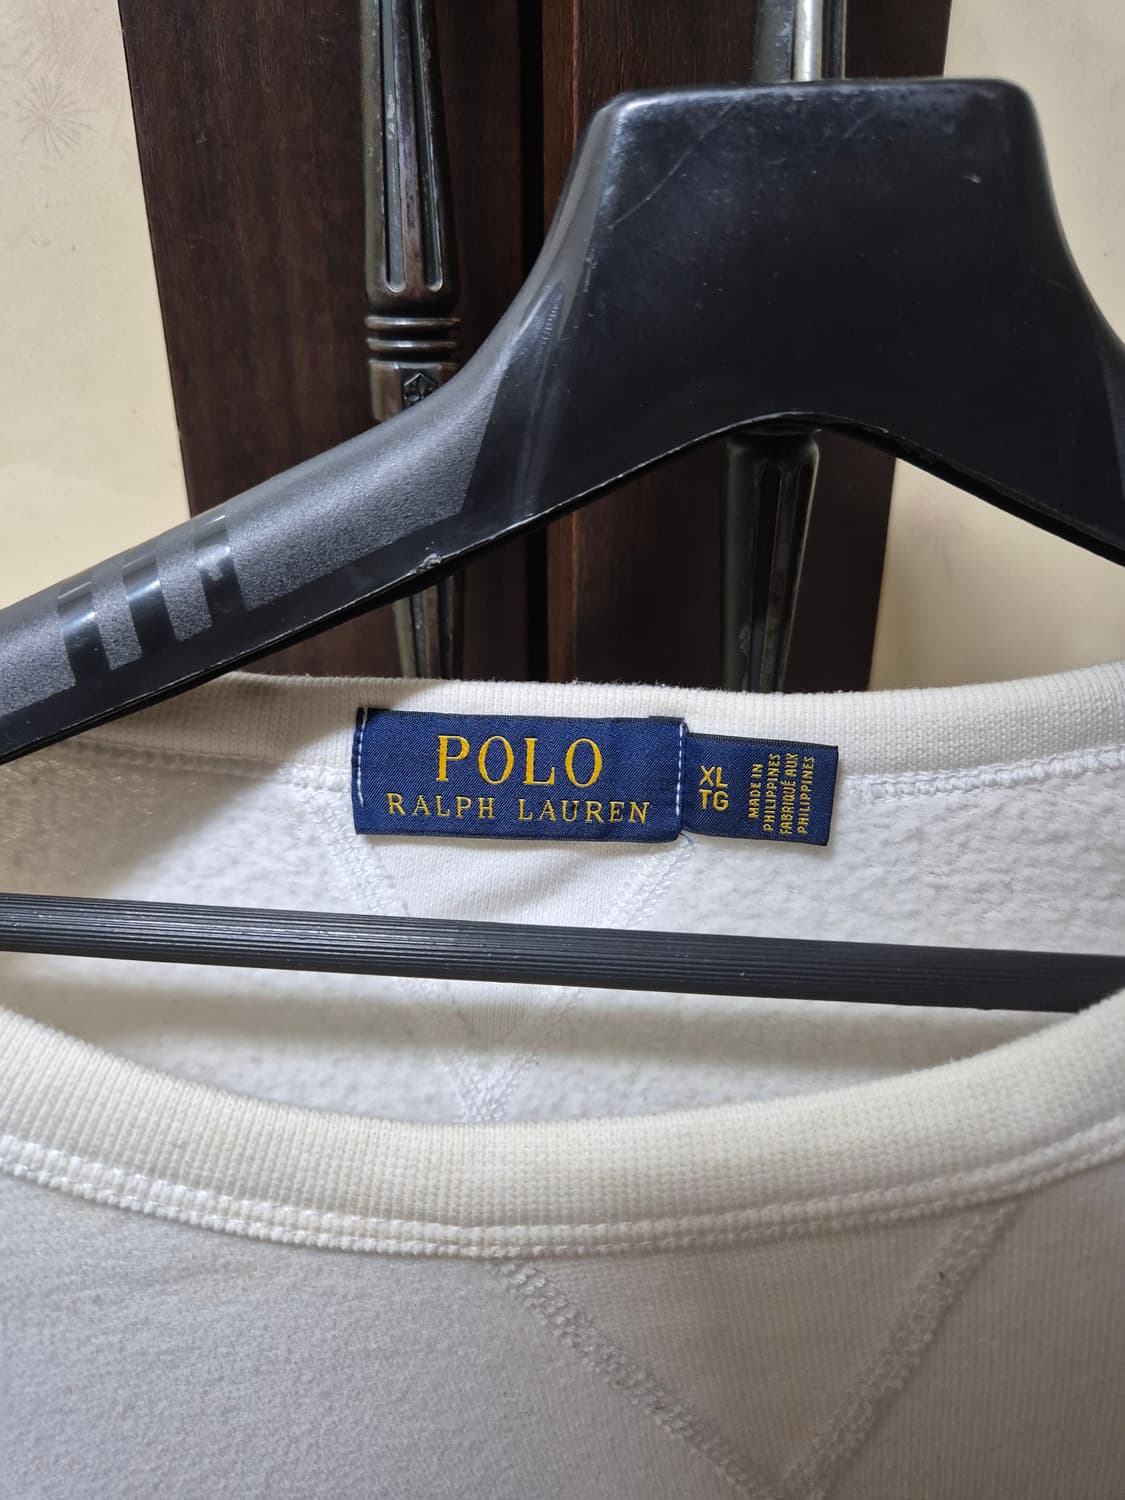 POLO
RALPH LAUREN
XL
TG
MADE IN
PHILIPPINES
FABRIQUÉ AUX
PHILIPPINES